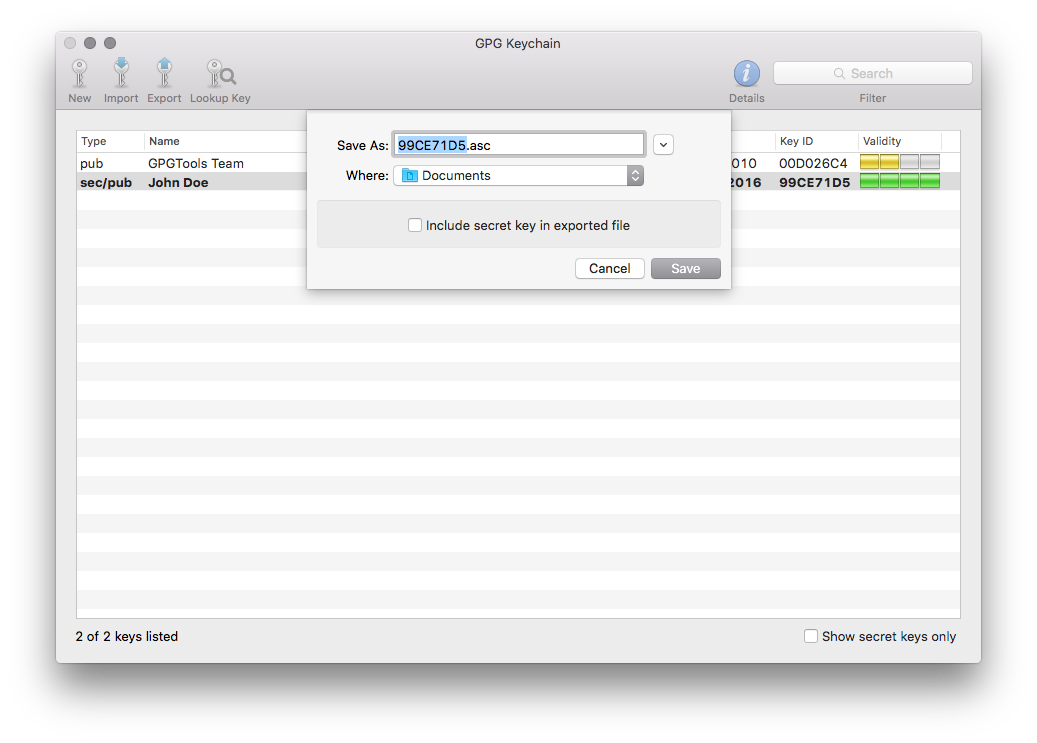 GPG Keychain
New Import Export Lookup Key Details Search Filter
Save As: 99CE71D5.asc
Where: Documents
Include secret key in exported file
Cancel Save
Type Name Key ID Validity
pub GPGTools Team 010 00D026C4
sec/pub John Doe 2016 99CE71D5
2 of 2 keys listed Show secret keys only